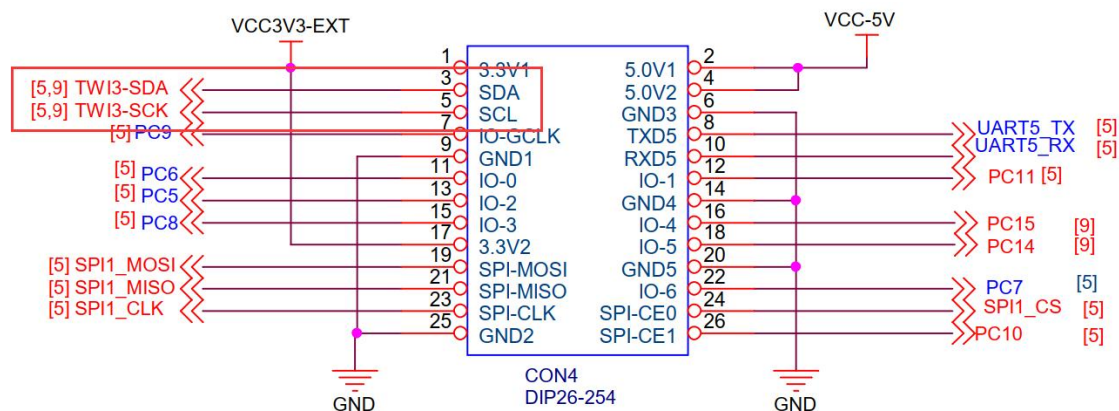 VCC3V3-EXT
VCC-5V
1 3.3V1 5.0V1 2
[5,9] TWI3-SDA 3 SDA 5.0V2 4
[5,9] TWI3-SCK 5 SCL GND3 6
[5] PC9 7 IO-GCLK TXD5 8 UART5_TX [5]
9 GND1 RXD5 10 UART5_RX [5]
[5] PC6 11 IO-0 IO-1 12 PC11 [5]
[5] PC5 13 IO-2 GND4 14
[5] PC8 15 IO-3 IO-4 16 PC15 [9]
17 3.3V2 IO-5 18 PC14 [9]
[5] SPI1_MOSI 19 SPI-MOSI GND5 20
[5] SPI1_MISO 21 SPI-MISO IO-6 22 PC7 [5]
[5] SPI1_CLK 23 SPI-CLK SPI-CE0 24 SPI1_CS [5]
25 GND2 SPI-CE1 26 PC10 [5]
CON4
DIP26-254
GND
GND